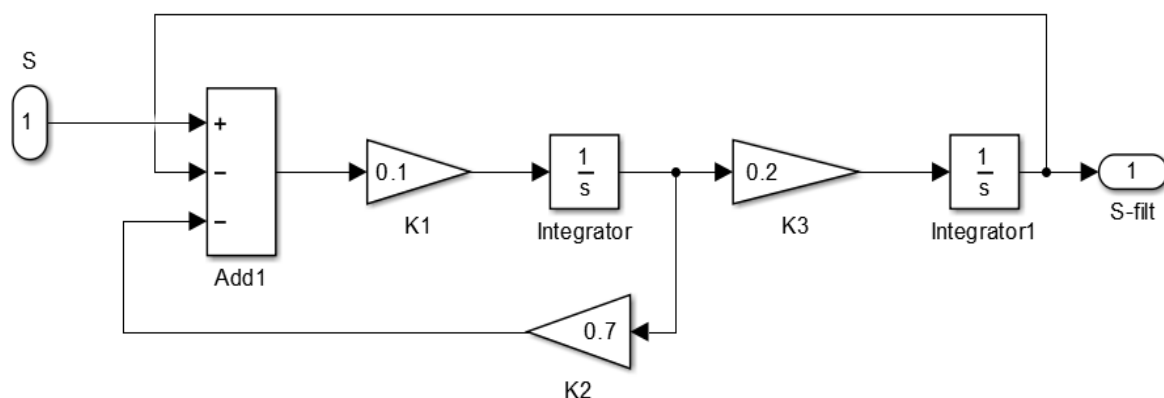 S
1
+
−
−
Add1
0.1
K1
1
s
Integrator
0.2
K3
1
s
Integrator1
1
S-filt
0.7
K2